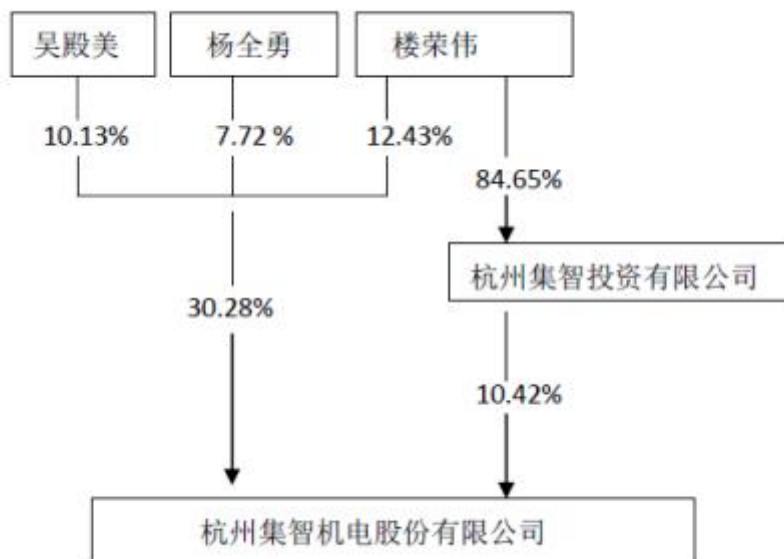 吴殿美
杨全勇
楼荣伟
10.13%
7.72 %
12.43%
84.65%
杭州集智投资有限公司
30.28%
10.42%
杭州集智机电股份有限公司